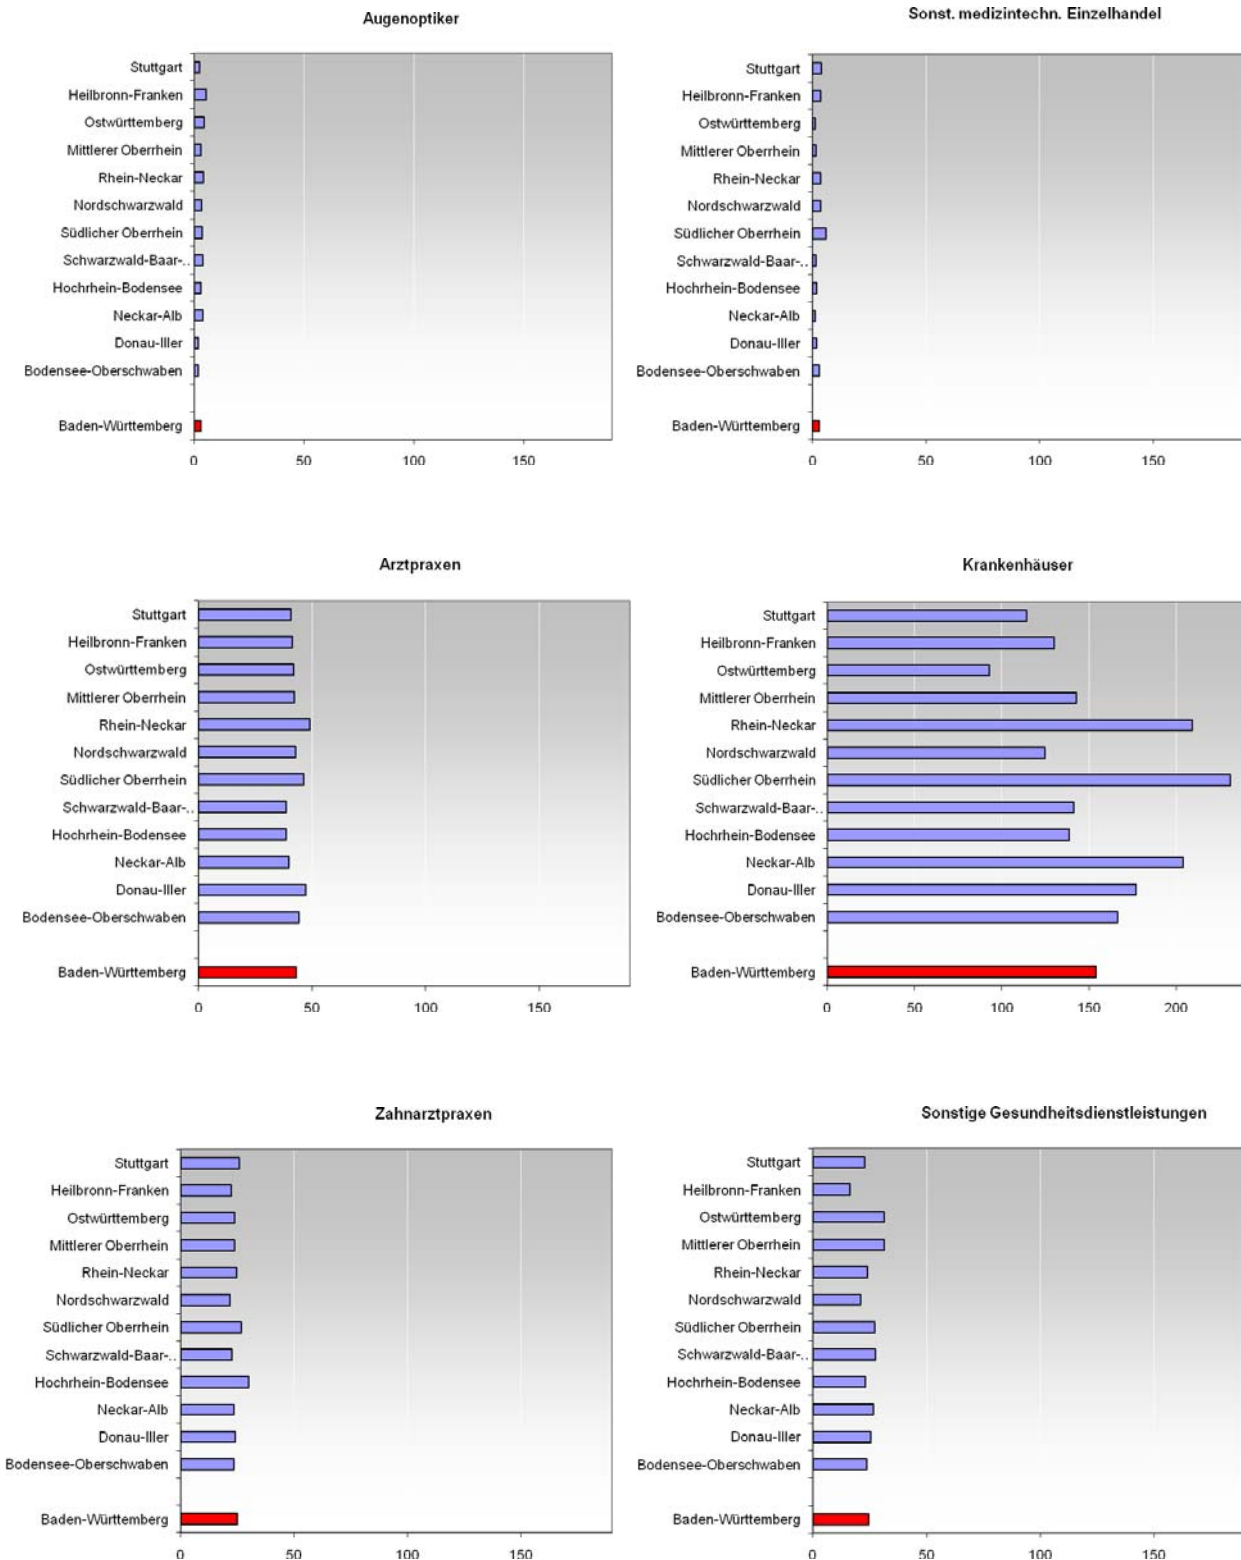 Augenoptiker
Stuttgart
Heilbronn-Franken
Ostwürttemberg
Mittlerer Oberrhein
Rhein-Neckar
Nordschwarzwald
Südlicher Oberrhein
Schwarzwald-Baar-..
Hochrhein-Bodensee
Neckar-Alb
Donau-Iller
Bodensee-Oberschwaben
Baden-Württemberg
0 50 100 150
Sonst. medizintechn. Einzelhandel
Stuttgart
Heilbronn-Franken
Ostwürttemberg
Mittlerer Oberrhein
Rhein-Neckar
Nordschwarzwald
Südlicher Oberrhein
Schwarzwald-Baar-..
Hochrhein-Bodensee
Neckar-Alb
Donau-Iller
Bodensee-Oberschwaben
Baden-Württemberg
0 50 100 150
Arztpraxen
Stuttgart
Heilbronn-Franken
Ostwürttemberg
Mittlerer Oberrhein
Rhein-Neckar
Nordschwarzwald
Südlicher Oberrhein
Schwarzwald-Baar-..
Hochrhein-Bodensee
Neckar-Alb
Donau-Iller
Bodensee-Oberschwaben
Baden-Württemberg
0 50 100 150
Krankenhäuser
Stuttgart
Heilbronn-Franken
Ostwürttemberg
Mittlerer Oberrhein
Rhein-Neckar
Nordschwarzwald
Südlicher Oberrhein
Schwarzwald-Baar-..
Hochrhein-Bodensee
Neckar-Alb
Donau-Iller
Bodensee-Oberschwaben
Baden-Württemberg
0 50 100 150 200
Zahnarztpraxen
Stuttgart
Heilbronn-Franken
Ostwürttemberg
Mittlerer Oberrhein
Rhein-Neckar
Nordschwarzwald
Südlicher Oberrhein
Schwarzwald-Baar-..
Hochrhein-Bodensee
Neckar-Alb
Donau-Iller
Bodensee-Oberschwaben
Baden-Württemberg
0 50 100 150
Sonstige Gesundheitsdienstleistungen
Stuttgart
Heilbronn-Franken
Ostwürttemberg
Mittlerer Oberrhein
Rhein-Neckar
Nordschwarzwald
Südlicher Oberrhein
Schwarzwald-Baar-..
Hochrhein-Bodensee
Neckar-Alb
Donau-Iller
Bodensee-Oberschwaben
Baden-Württemberg
0 50 100 150